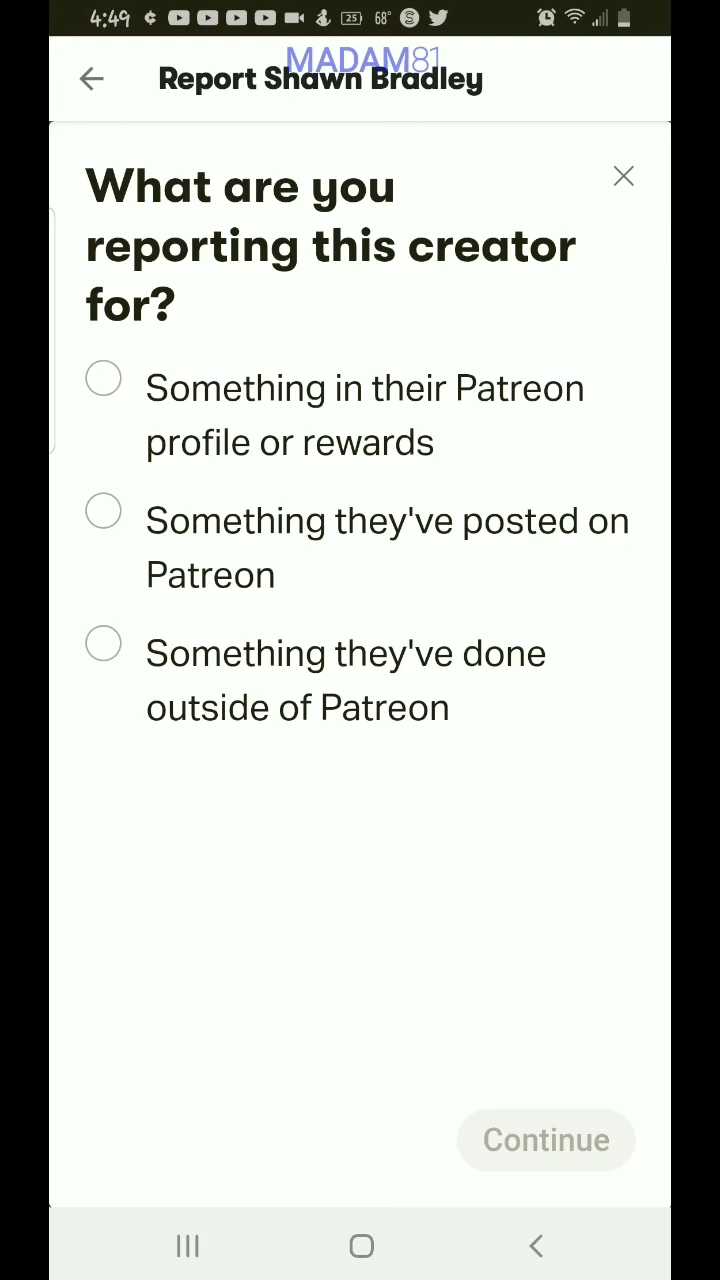 4:49 ¢ 25 68° S
MADAM81
Report Shawn Bradley
What are you
reporting this creator
for?
Something in their Patreon
profile or rewards
Something they've posted on
Patreon
Something they've done
outside of Patreon
Continue